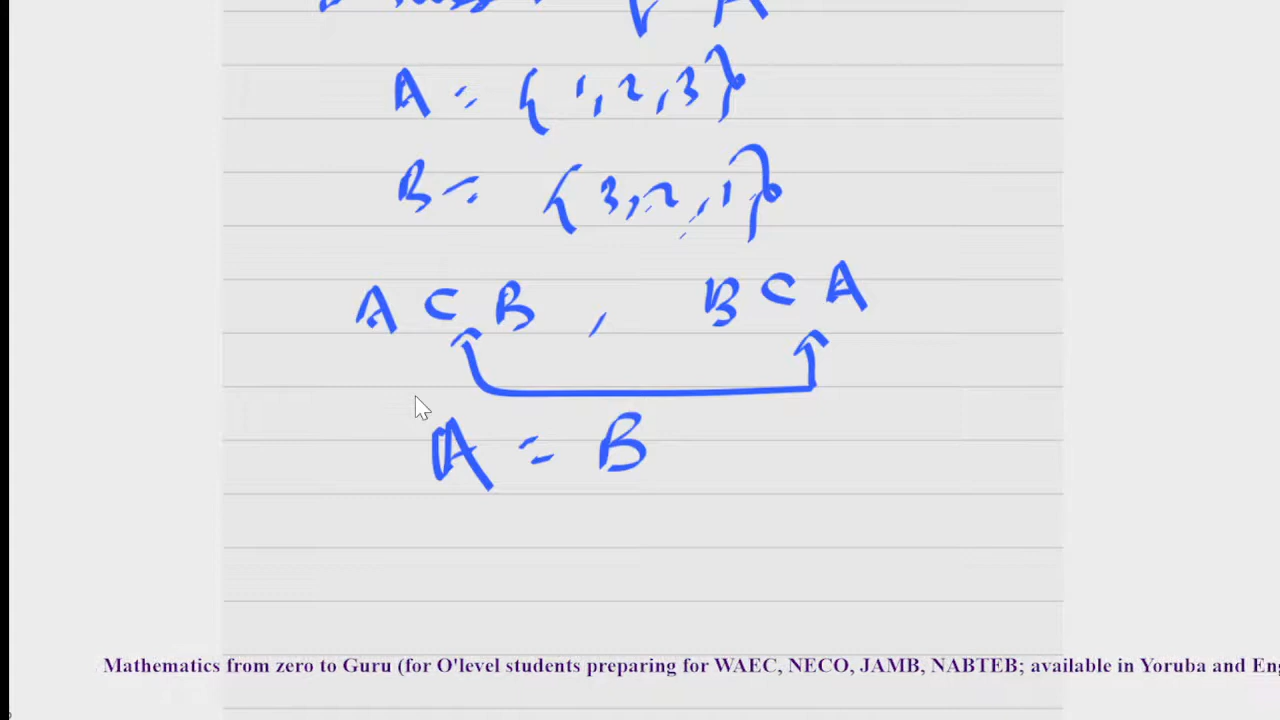 A = { 1, 2, 3 }
B = { 3, 2, 1 }
A ⊂ B , B ⊂ A
A = B
Mathematics from zero to Guru (for O'level students preparing for WAEC, NECO, JAMB, NABTEB; available in Yoruba and Eng